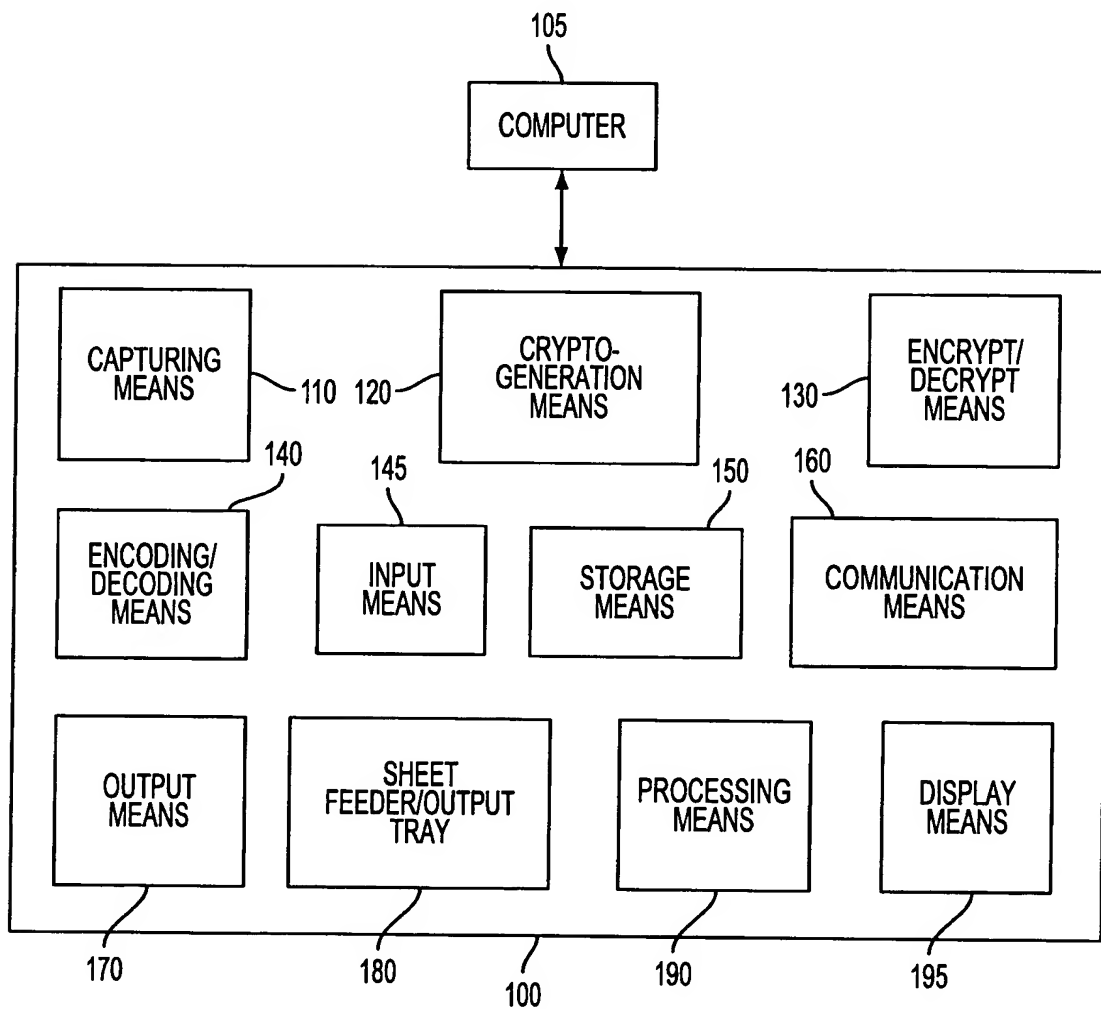 105
COMPUTER
CAPTURING
MEANS
110
120
CRYPTO-
GENERATION
MEANS
130
ENCRYPT/
DECRYPT
MEANS
140
ENCODING/
DECODING
MEANS
145
INPUT
MEANS
150
STORAGE
MEANS
160
COMMUNICATION
MEANS
OUTPUT
MEANS
170
SHEET
FEEDER/OUTPUT
TRAY
180
100
PROCESSING
MEANS
190
DISPLAY
MEANS
195